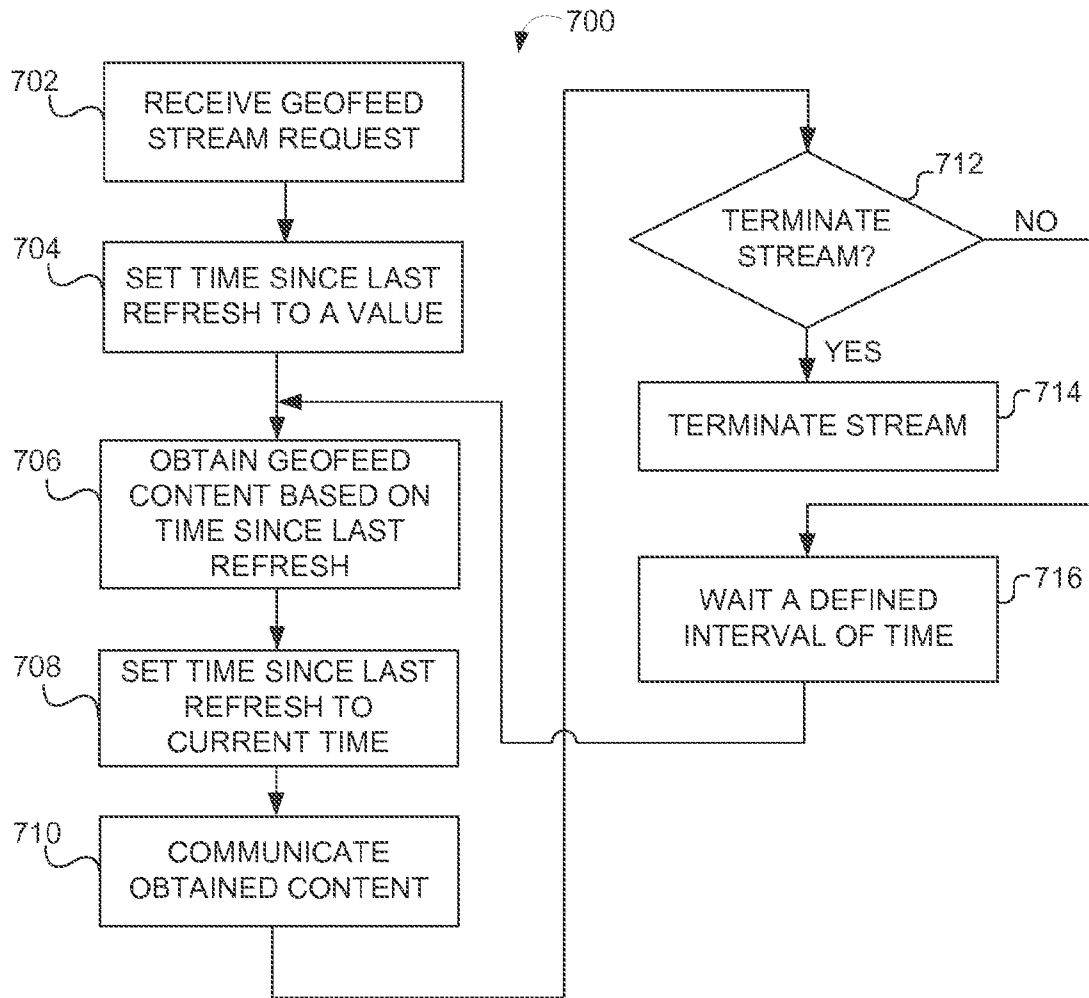 700
702
RECEIVE GEOFEED
STREAM REQUEST
704
SET TIME SINCE LAST
REFRESH TO A VALUE
706
OBTAIN GEOFEED
CONTENT BASED ON
TIME SINCE LAST
REFRESH
708
SET TIME SINCE LAST
REFRESH TO
CURRENT TIME
710
COMMUNICATE
OBTAINED CONTENT
712
TERMINATE
STREAM?
NO
YES
714
TERMINATE STREAM
716
WAIT A DEFINED
INTERVAL OF TIME